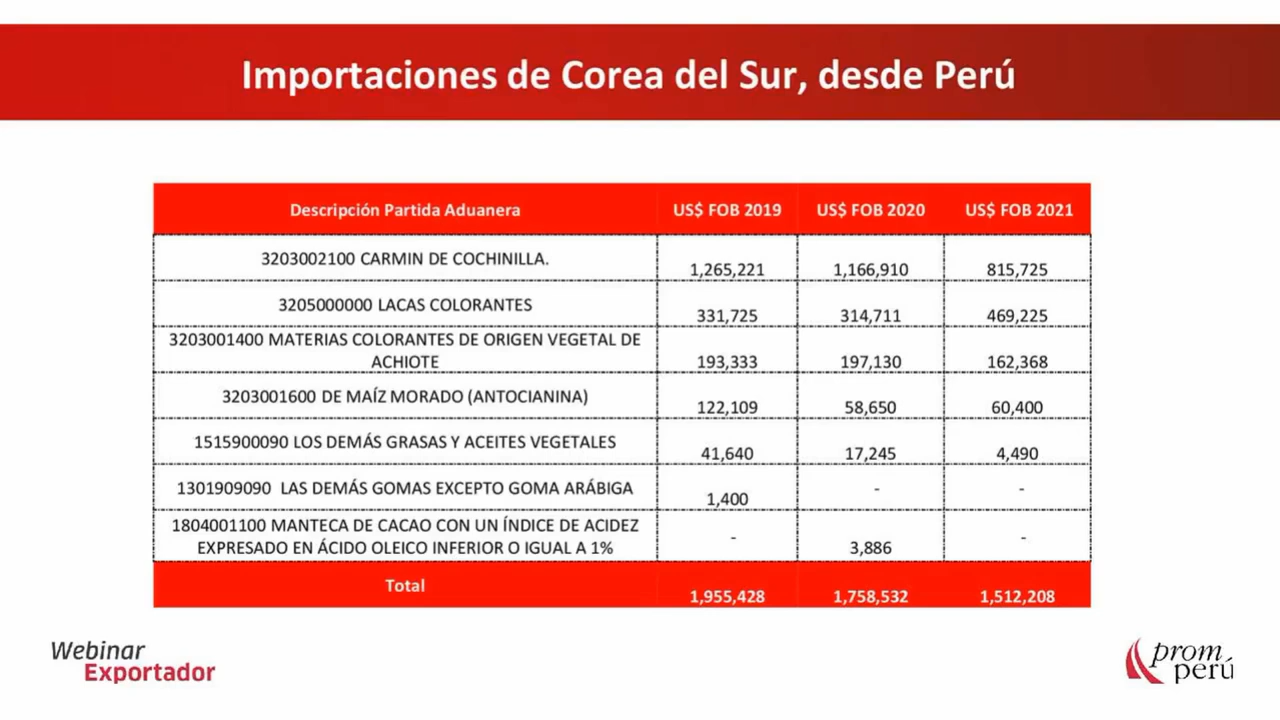 Importaciones de Corea del Sur, desde Perú
Descripción Partida Aduanera US$ FOB 2019 US$ FOB 2020 US$ FOB 2021
3203002100 CARMIN DE COCHINILLA. 1,265,221 1,166,910 815,725
3205000000 LACAS COLORANTES 331,725 314,711 469,225
3203001400 MATERIAS COLORANTES DE ORIGEN VEGETAL DE
ACHIOTE 193,333 197,130 162,368
3203001600 DE MAÍZ MORADO (ANTOCIANINA) 122,109 58,650 60,400
1515900090 LOS DEMÁS GRASAS Y ACEITES VEGETALES 41,640 17,245 4,490
1301909090 LAS DEMÁS GOMAS EXCEPTO GOMA ARÁBIGA 1,400 - -
1804001100 MANTECA DE CACAO CON UN ÍNDICE DE ACIDEZ
EXPRESADO EN ÁCIDO OLEICO INFERIOR O IGUAL A 1% - 3,886 -
Total 1,955,428 1,758,532 1,512,208
Webinar
Exportador
prom
perú